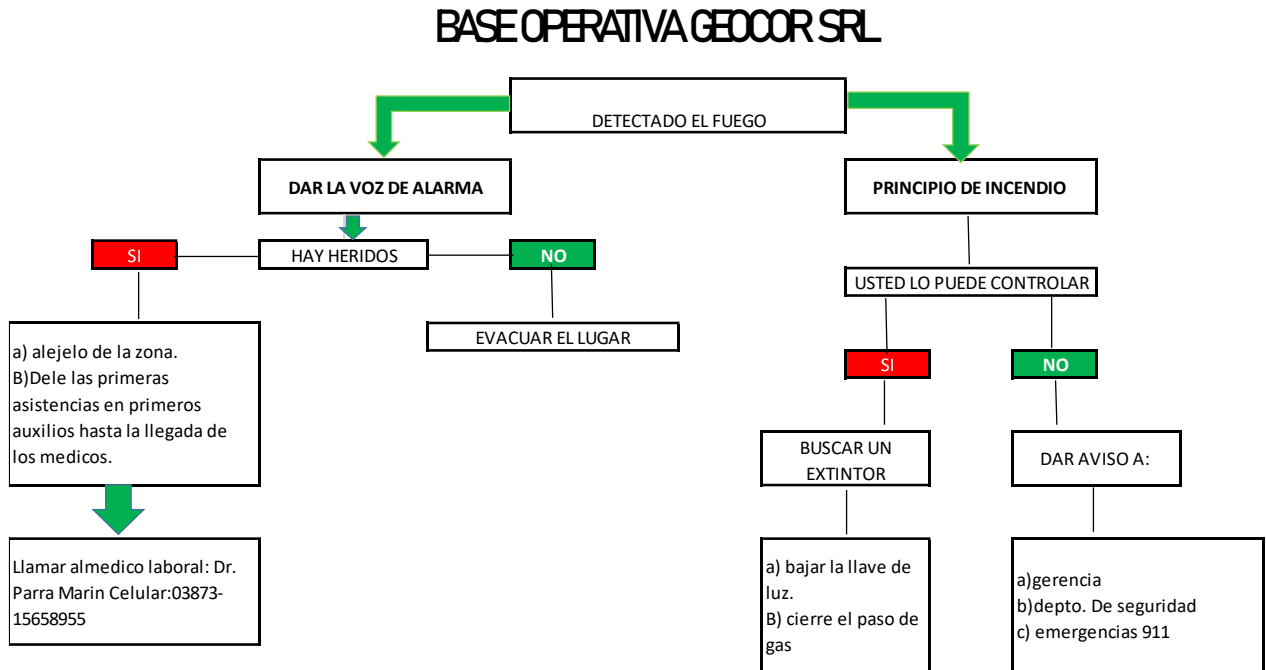 BASE OPERATIVA GEOCOR SRL
DETECTADO EL FUEGO
DAR LA VOZ DE ALARMA
PRINCIPIO DE INCENDIO
SI
HAY HERIDOS
NO
USTED LO PUEDE CONTROLAR
EVACUAR EL LUGAR
a) alejelo de la zona.
B)Dele las primeras
asistencias en primeros
auxilios hasta la llegada de
los medicos.
SI
NO
BUSCAR UN
EXTINTOR
DAR AVISO A:
Llamar almedico laboral: Dr.
Parra Marin Celular:03873-
15658955
a) bajar la llave de
luz.
B) cierre el paso de
gas
a)gerencia
b)depto. De seguridad
c) emergencias 911